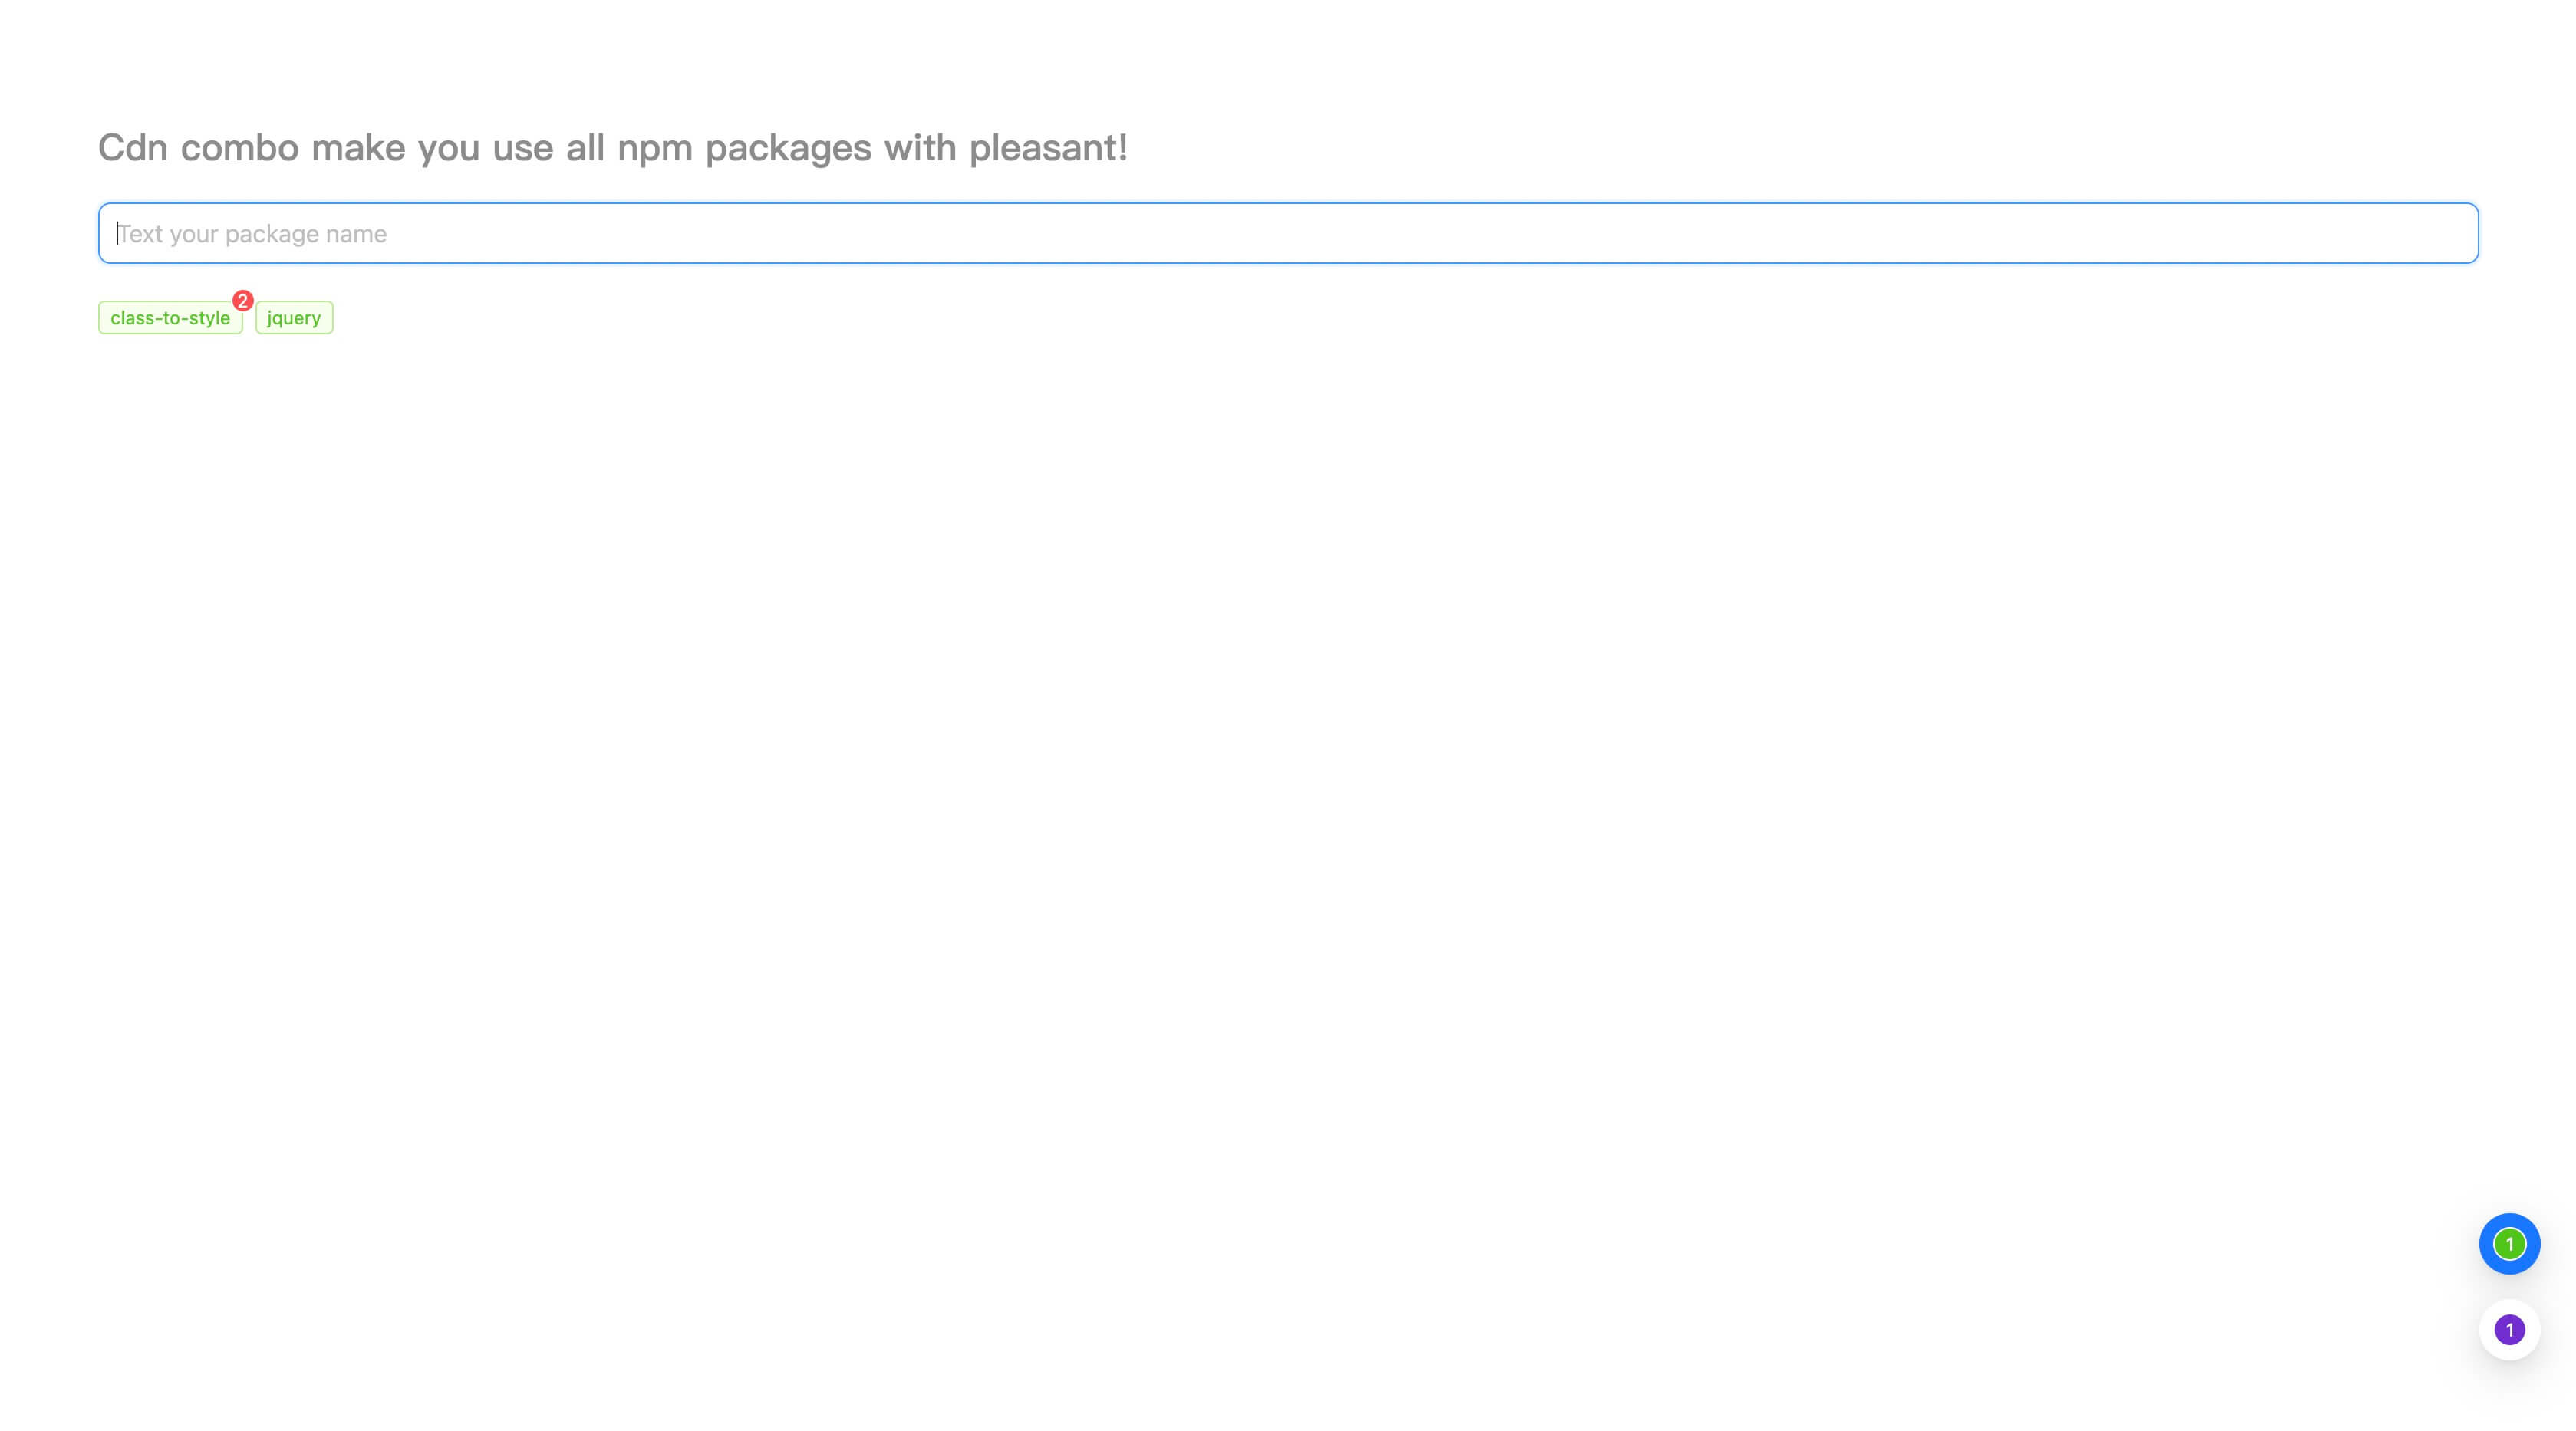 Cdn combo make you use all npm packages with pleasant!
Text your package name
class-to-style 2 jquery
1
1